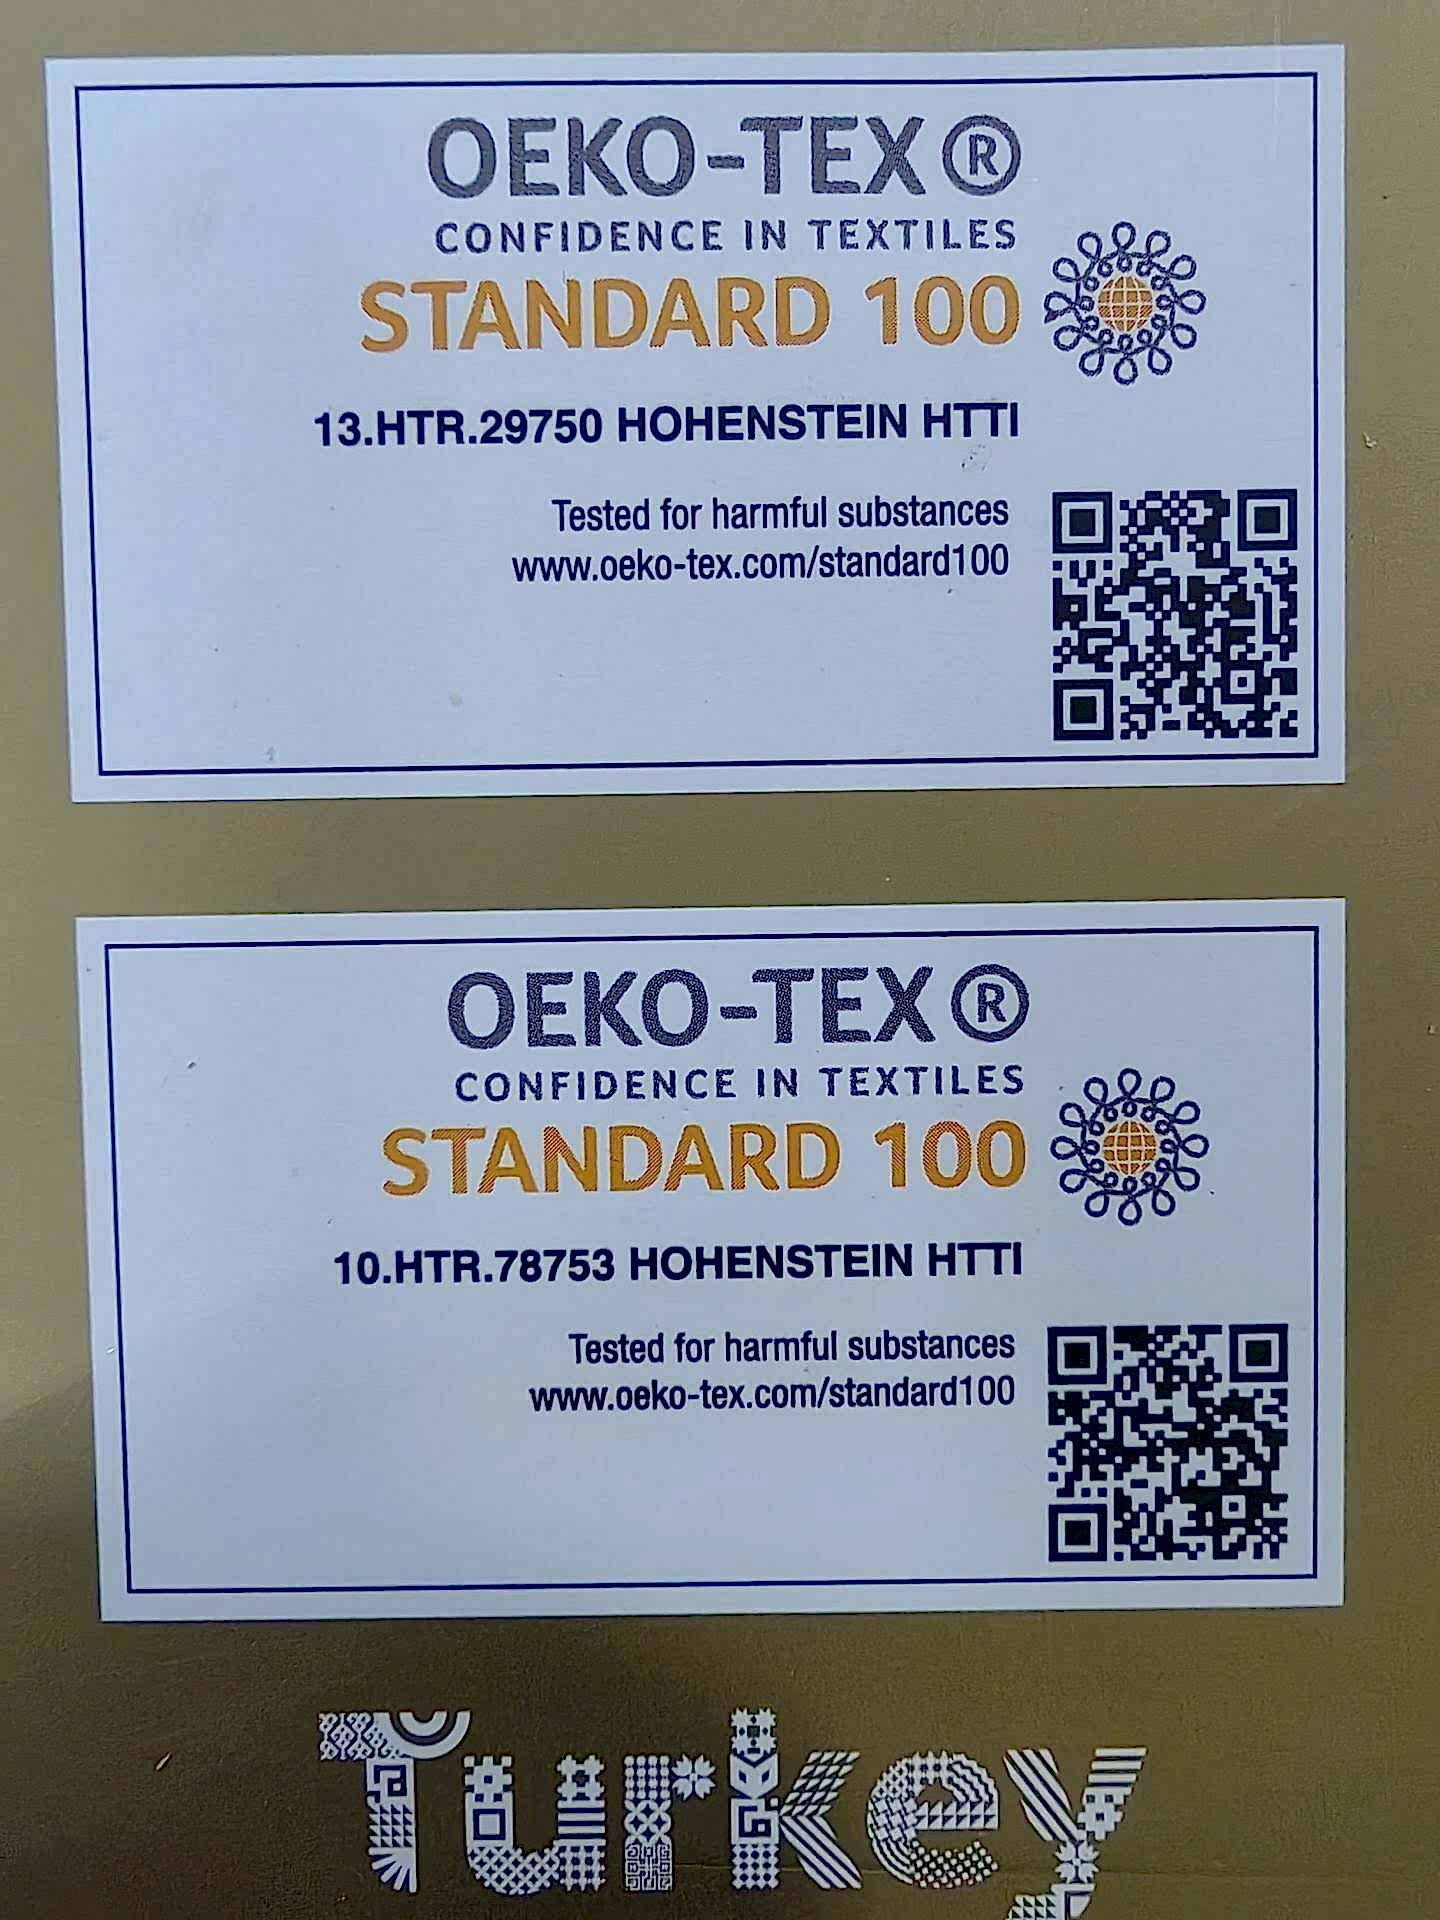 OEKO-TEX®
CONFIDENCE IN TEXTILES
STANDARD 100
13.HTR.29750 HOHENSTEIN HTTI
Tested for harmful substances
www.oeko-tex.com/standard100
OEKO-TEX®
CONFIDENCE IN TEXTILES
STANDARD 100
10.HTR.78753 HOHENSTEIN HTTI
Tested for harmful substances
www.oeko-tex.com/standard100
Turkey